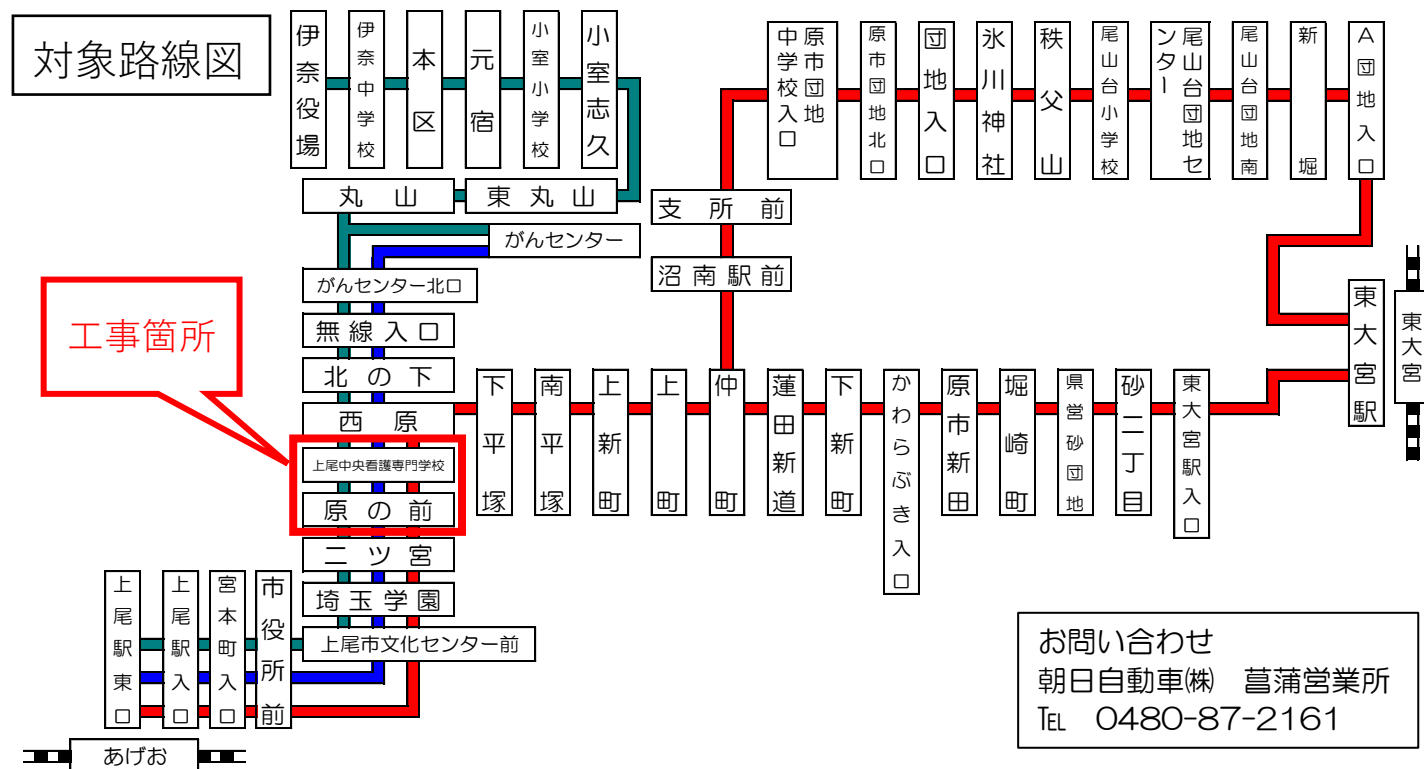 対象路線図
伊奈役場
伊奈中学校
本区
元宿
小室小学校
小室志久
原市団地
中学校入口
原市団地北口
団地入口
氷川神社
秩父山
尾山台小学校
尾山台団地セ
ンター
尾山台団地南
新堀
A団地入口
丸山
東丸山
がんセンター
支所前
沼南駅前
がんセンター北口
無線入口
北の下
西原
上尾中央看護専門学校
原の前
二ツ宮
埼玉学園
上尾市文化センター前
工事箇所
東大宮駅
東大宮
下平塚
南平塚
上新町
上町
仲町
蓮田新道
下新町
かわらぶき入口
原市新田
堀崎町
県営砂団地
砂二丁目
東大宮駅入口
上尾駅東口
上尾駅入口
宮本町入口
市役所前
あげお
お問い合わせ
朝日自動車㈱　菖蒲営業所
℡　0480-87-2161